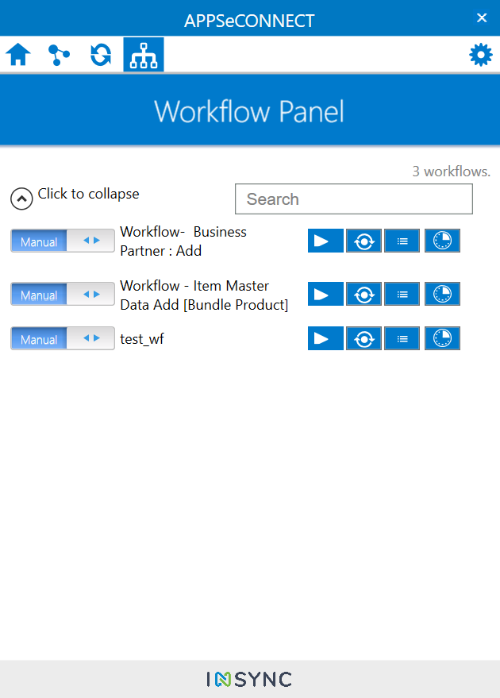 APPSeCONNECT
Workflow Panel
3 workflows.
Click to collapse
Search
Manual
Workflow-  Business
Partner : Add
Manual
Workflow - Item Master
Data Add [Bundle Product]
Manual
test_wf
INSYNC